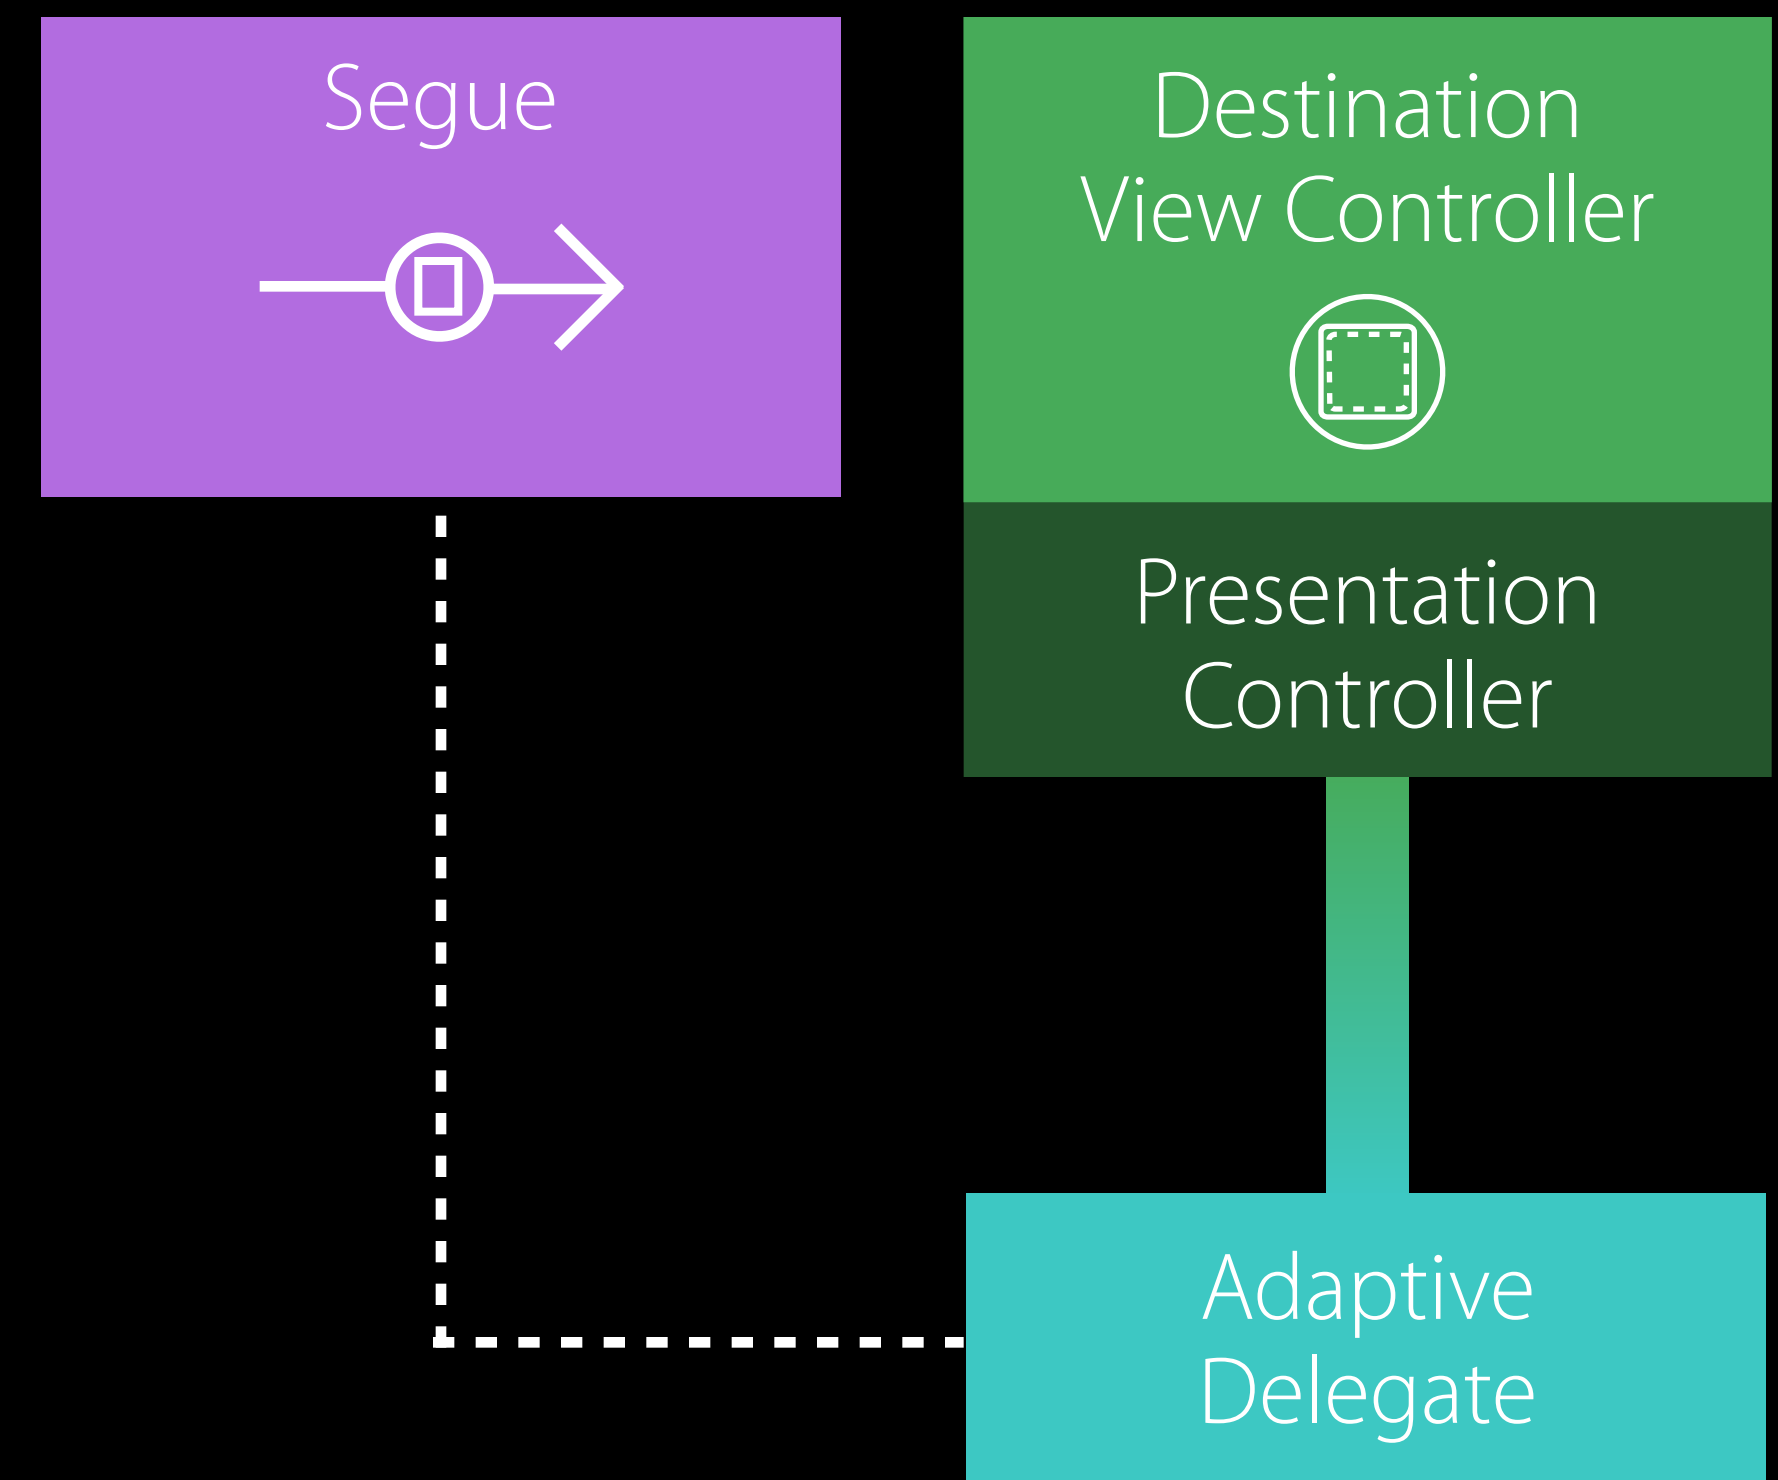 Segue
Destination
View Controller
Presentation
Controller
Adaptive
Delegate